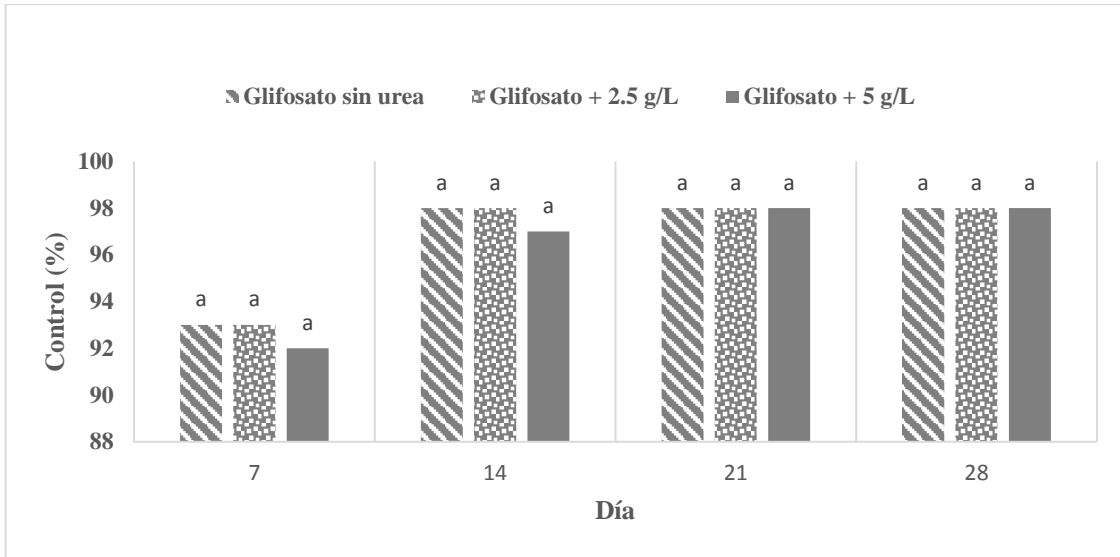 Glifosato sin urea Glifosato + 2.5 g/L Glifosato + 5 g/L
100
98
96
94
92
90
88
Control (%)
a a a
a a a
a a a
a a a
7 14 21 28
Día